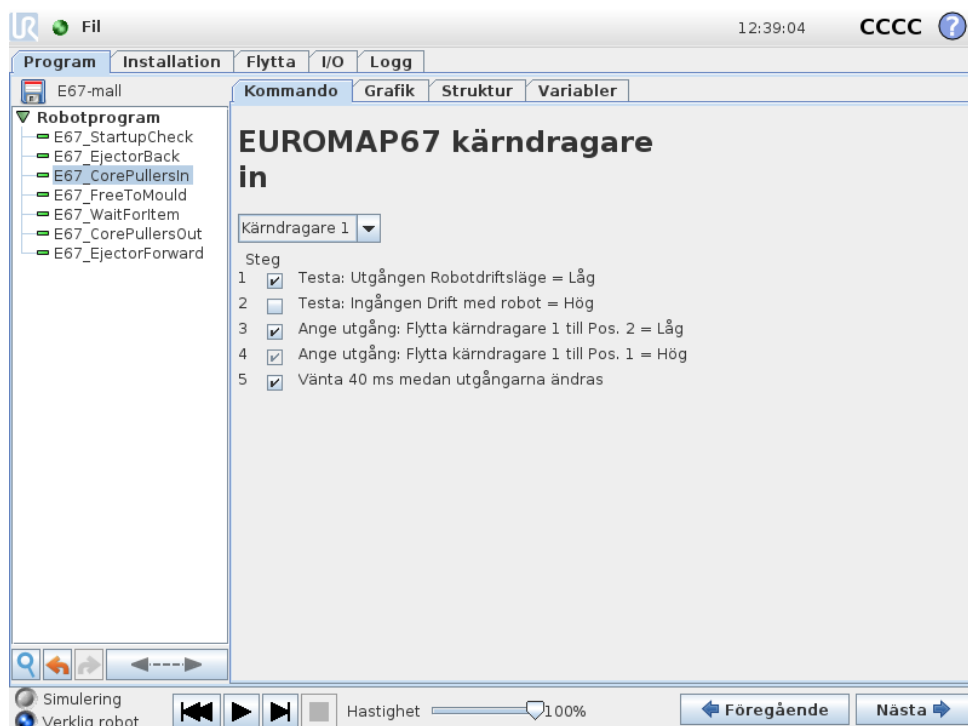 Fil 12:39:04 CCCC ?
Program Installation Flytta I/O Logg
E67-mall Kommando Grafik Struktur Variabler
Robotprogram
E67_StartupCheck
E67_EjectorBack
E67_CorePullersIn
E67_FreeToMould
E67_WaitForItem
E67_CorePullersOut
E67_EjectorForward
EUROMAP67 kärndragare
in
Kärndragare 1
Steg
1 Testa: Utgången Robotdriftsläge = Låg
2 Testa: Ingången Drift med robot = Hög
3 Ange utgång: Flytta kärndragare 1 till Pos. 2 = Låg
4 Ange utgång: Flytta kärndragare 1 till Pos. 1 = Hög
5 Vänta 40 ms medan utgångarna ändras
Simulering
Verklig robot
Hastighet 100% Föregående Nästa